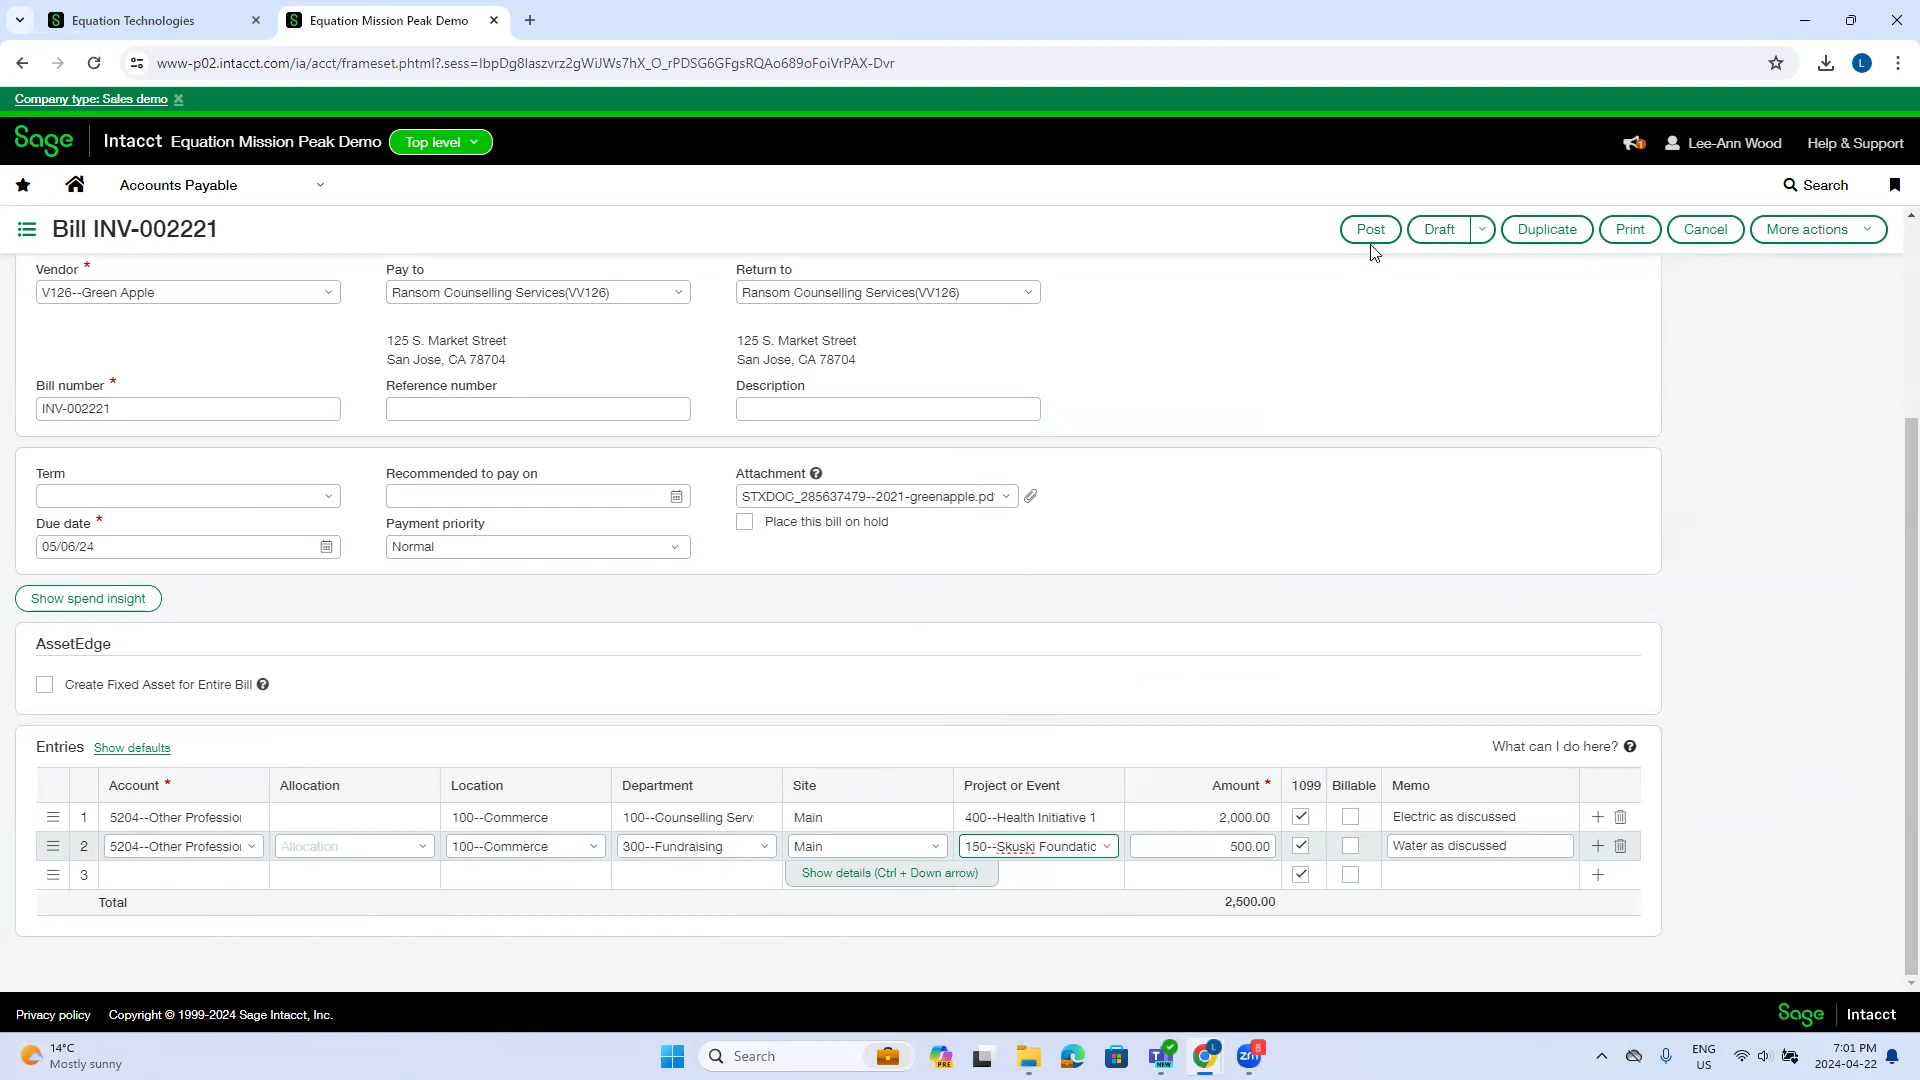 Equation Technologies
Equation Mission Peak Demo
www-p02.intacct.com/ia/acct/frameset.phtml?.sess=IbpDg8laszvrz2gWiJWs7hX_O_rPDSG6GFgsRQAo689oFoiVrPAX-Dvr
L
Company type: Sales demo
Sage Intacct Equation Mission Peak Demo Top level
1 Lee-Ann Wood Help & Support
Accounts Payable
Search
Bill INV-002221
Post Draft Duplicate Print Cancel More actions
Vendor * Pay to Return to
V126--Green Apple Ransom Counselling Services(VV126) Ransom Counselling Services(VV126)
125 S. Market Street 125 S. Market Street
San Jose, CA 78704 San Jose, CA 78704
Bill number * Reference number Description
INV-002221
Term Recommended to pay on Attachment ?
STXDOC_285637479--2021-greenapple.pd
Due date * Payment priority Place this bill on hold
05/06/24 Normal
Show spend insight
AssetEdge
Create Fixed Asset for Entire Bill ?
Entries Show defaults What can I do here? ?
Account * Allocation Location Department Site Project or Event Amount * 1099 Billable Memo
1 5204--Other Professio 100--Commerce 100--Counselling Serv Main 400--Health Initiative 1 2,000.00 Electric as discussed
2 5204--Other Professio Allocation 100--Commerce 300--Fundraising Main 150--Skuski Foundatic 500.00 Water as discussed
3 Show details (Ctrl + Down arrow)
Total 2,500.00
Privacy policy Copyright © 1999-2024 Sage Intacct, Inc.
Sage Intacct
14°C
Mostly sunny
Search
PRE
NEW
L
zm
8
ENG
US
7:01 PM
2024-04-22